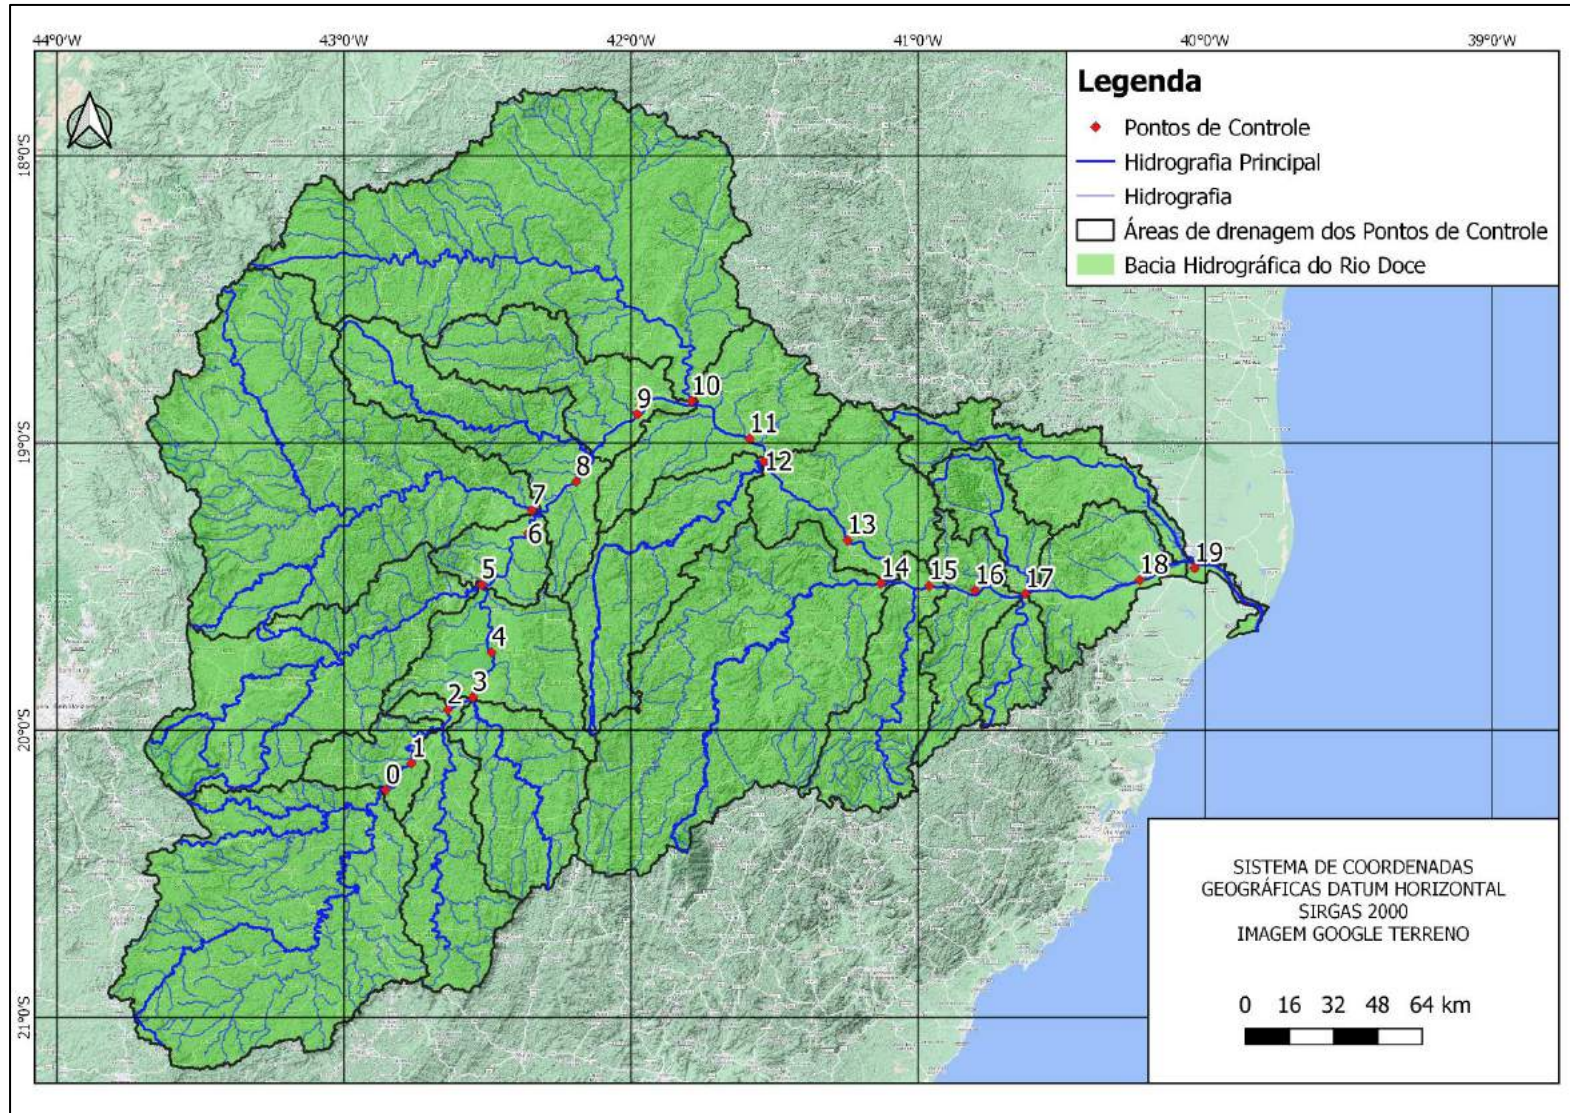 44°0'W 43°0'W 42°0'W 41°0'W 40°0'W 39°0'W
Legenda
Pontos de Controle
Hidrografia Principal
Hidrografia
Áreas de drenagem dos Pontos de Controle
Bacia Hidrográfica do Rio Doce
18°0'S
19°0'S
20°0'S
21°0'S
9
10
11
8
12
7
6
13
5
14
15
16
17
18
19
4
3
2
1
0
SISTEMA DE COORDENADAS
GEOGRÁFICAS DATUM HORIZONTAL
SIRGAS 2000
IMAGEM GOOGLE TERRENO
0 16 32 48 64 km